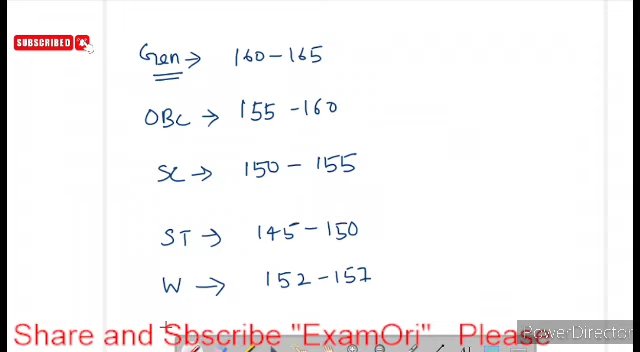 SUBSCRIBED
Gen → 160-165
OBC → 155-160
SC → 150-155
ST → 145-150
W → 152-157
Share and Sbscribe "ExamOrj" Please
PowerDirector